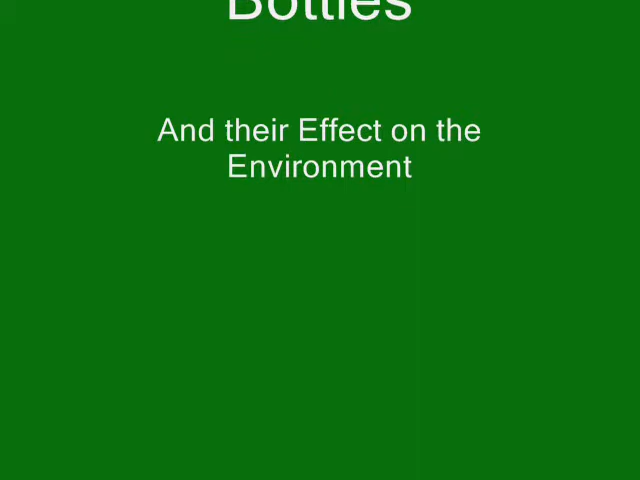 Bottles
And their Effect on the
Environment